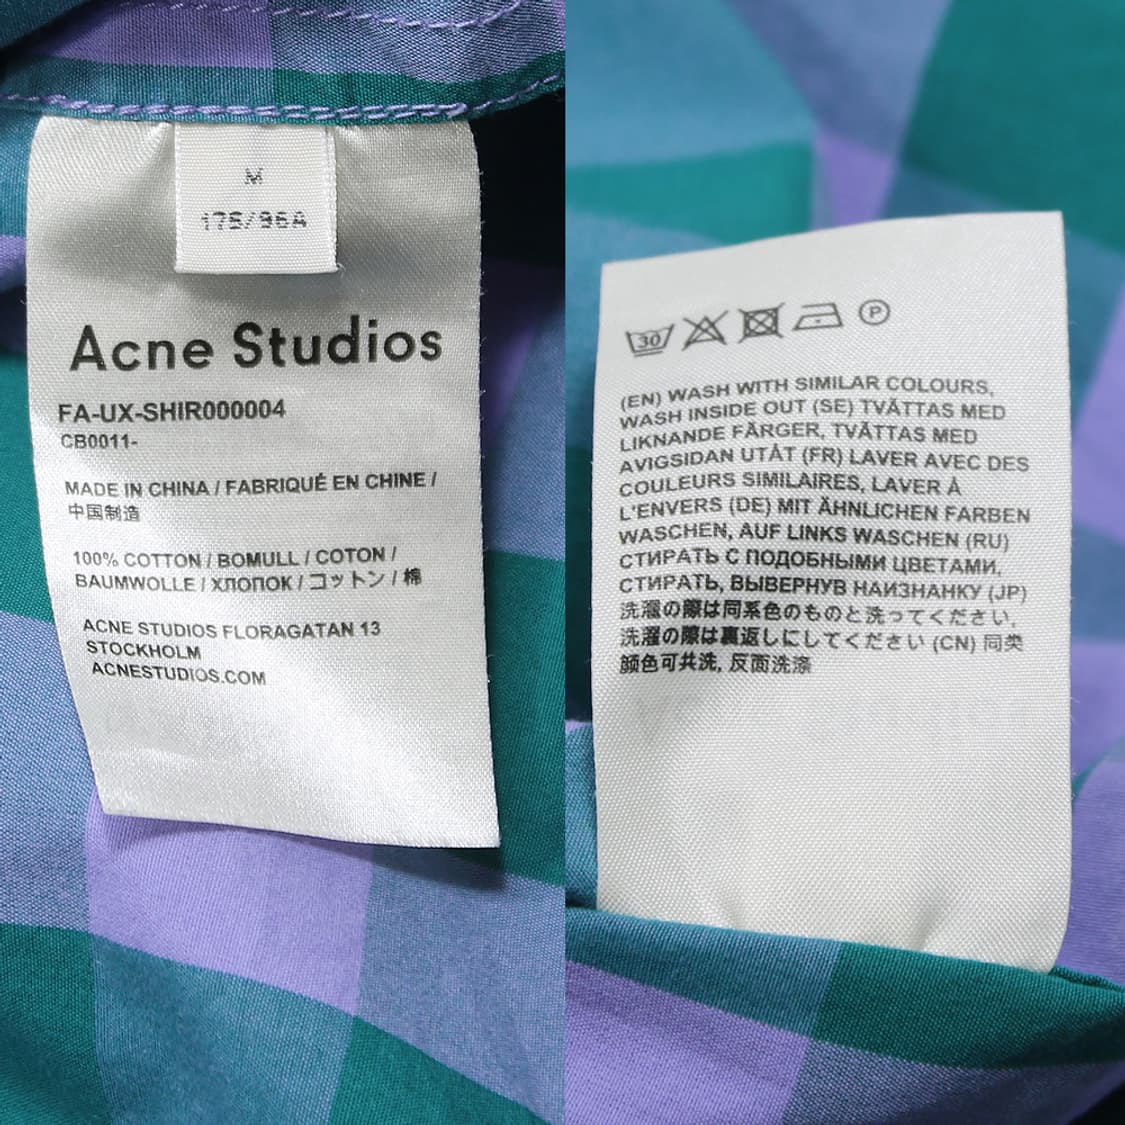 M
175/96A
Acne Studios
FA-UX-SHIR000004
CB0011-
MADE IN CHINA / FABRIQUÉ EN CHINE /
中国制造
100% COTTON / BOMULL / COTON /
BAUMWOLLE / ХЛОПОК / コットン / 棉
ACNE STUDIOS FLORAGATAN 13
STOCKHOLM
ACNESTUDIOS.COM
30 P
(EN) WASH WITH SIMILAR COLOURS,
WASH INSIDE OUT (SE) TVÄTTAS MED
LIKNANDE FÄRGER, TVÄTTAS MED
AVIGSIDAN UTÅT (FR) LAVER AVEC DES
COULEURS SIMILAIRES, LAVER À
L'ENVERS (DE) MIT ÄHNLICHEN FARBEN
WASCHEN, AUF LINKS WASCHEN (RU)
СТИРАТЬ С ПОДОБНЫМИ ЦВЕТАМИ,
СТИРАТЬ, ВЫВЕРНУВ НАИЗНАНКУ (JP)
洗濯の際は同系色のものと洗ってください,
洗濯の際は裏返しにしてください (CN) 同类
颜色可共洗, 反面洗涤